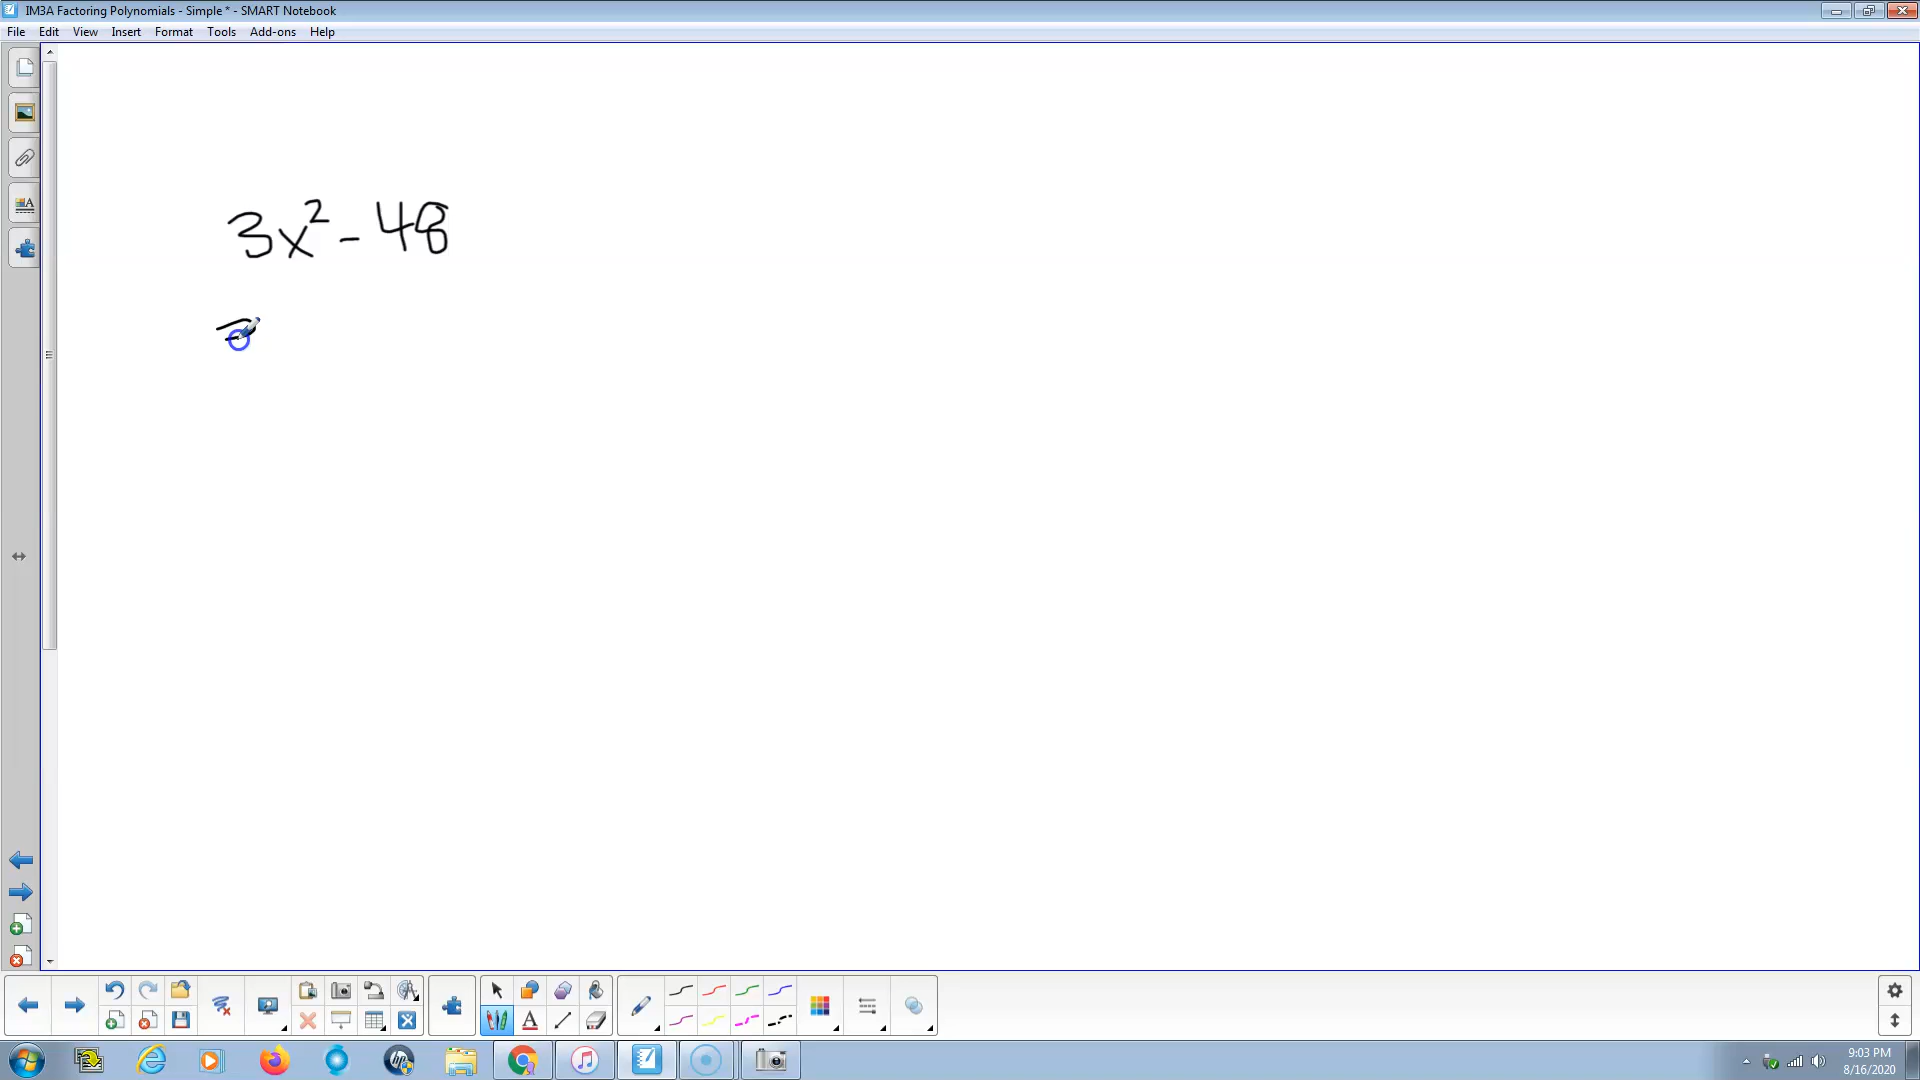 IM3A Factoring Polynomials - Simple * - SMART Notebook
File Edit View Insert Format Tools Add-ons Help
3x² - 48
9:03 PM
8/16/2020